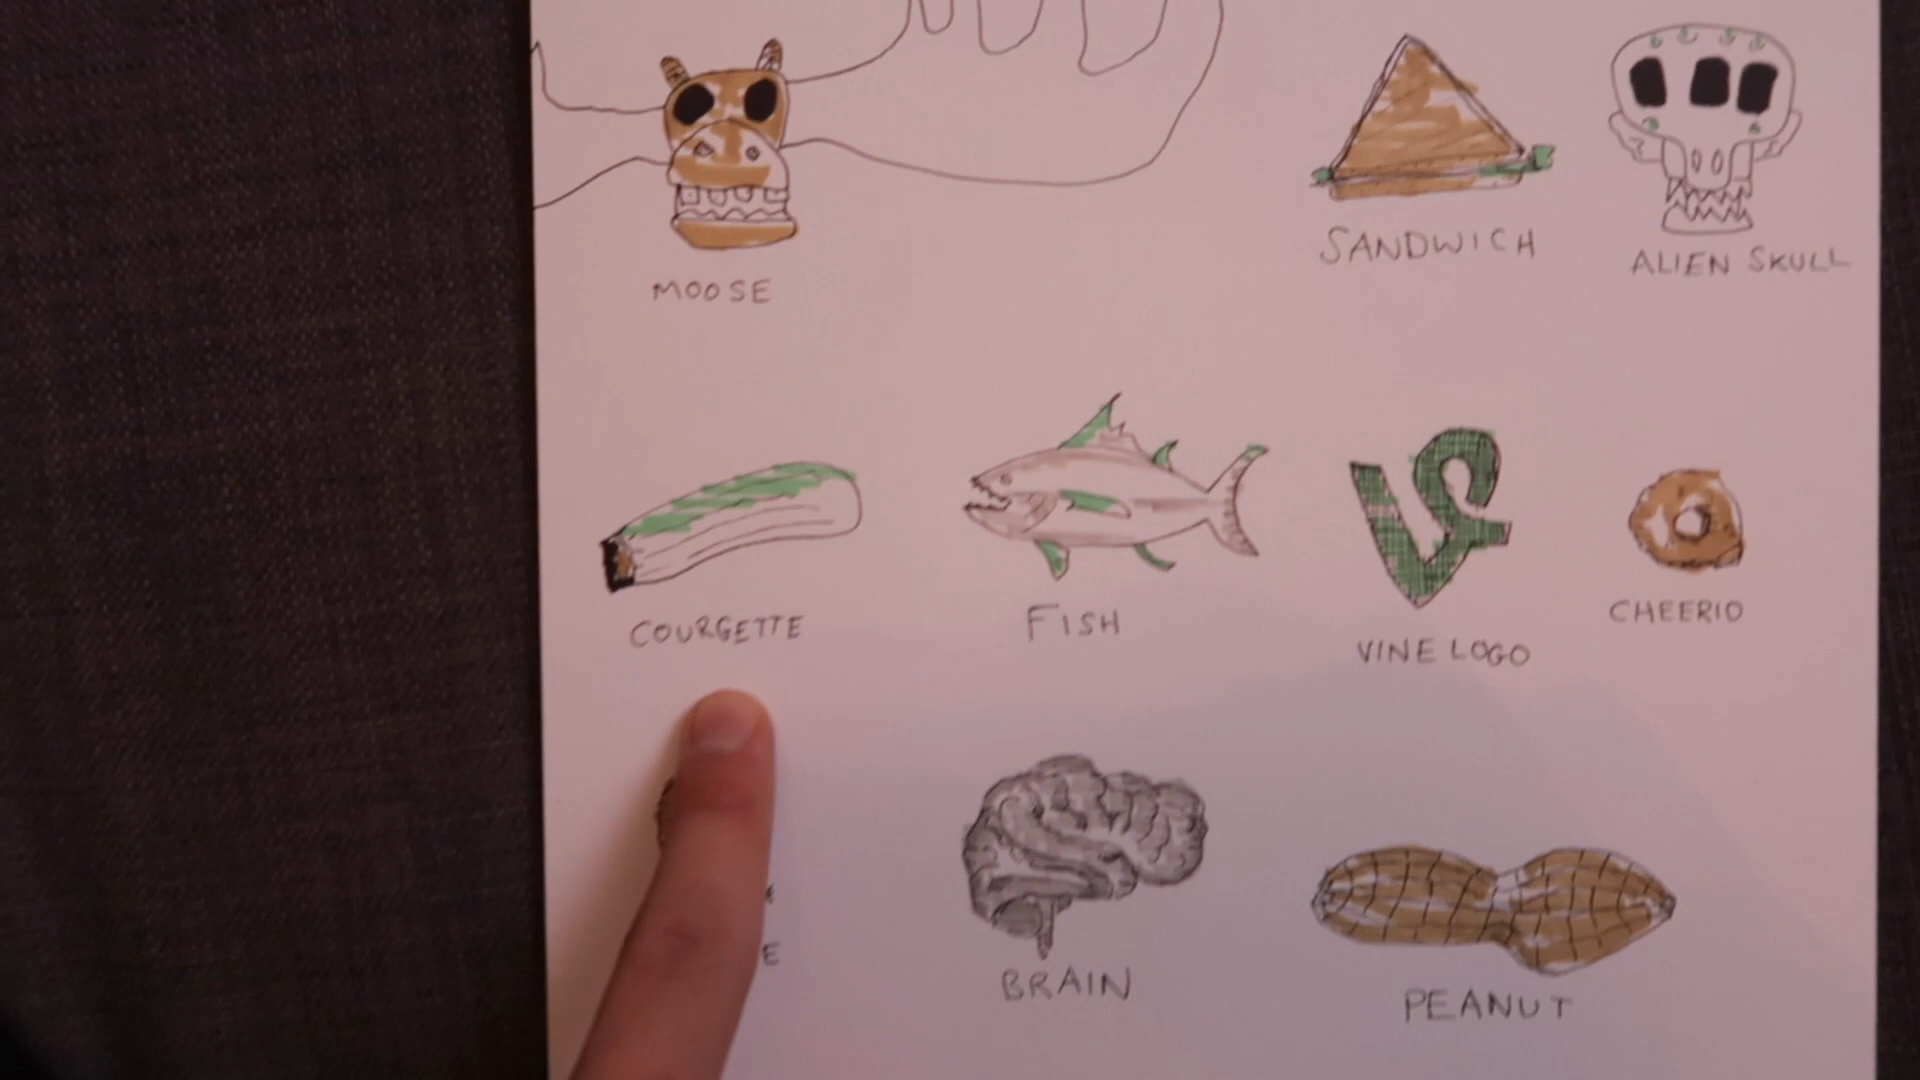 MOOSE
SANDWICH
ALIEN SKULL
COURGETTE
FISH
VINE LOGO
CHEERIO
BRAIN
PEANUT